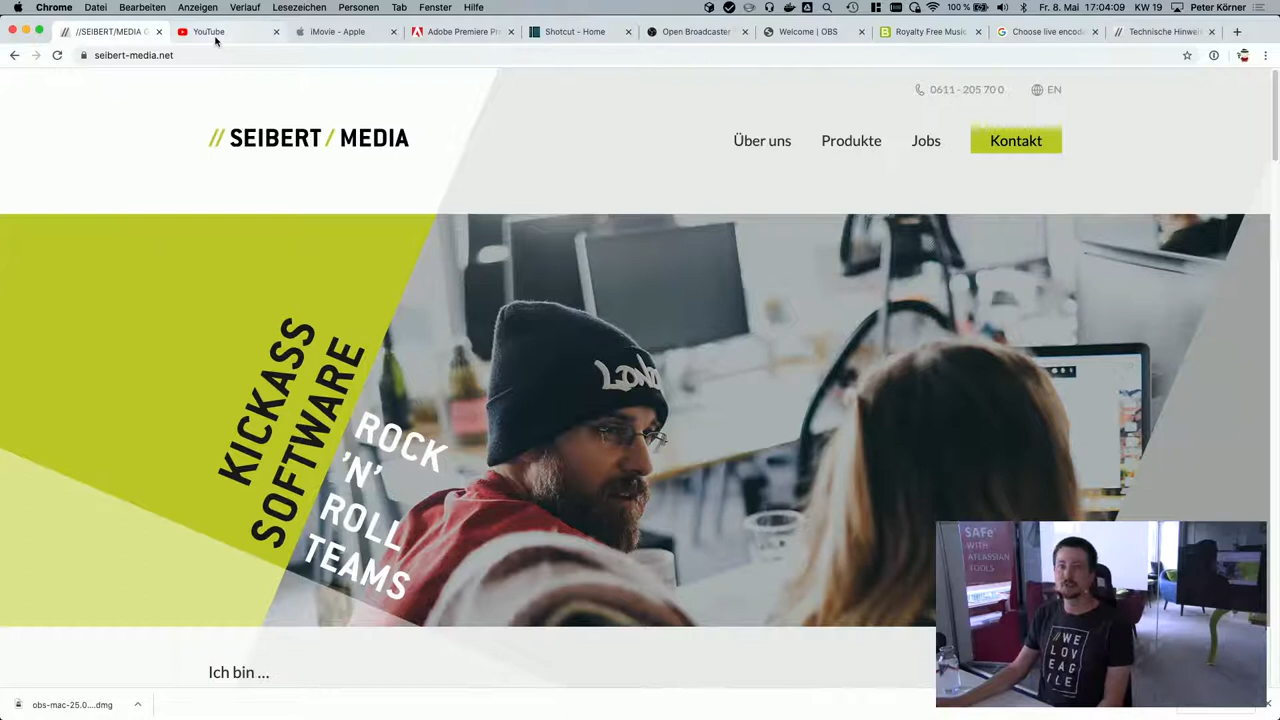 Chrome Datei Bearbeiten Anzeigen Verlauf Lesezeichen Personen Tab Fenster Hilfe 100 % Fr. 8. Mai 17:04:09 KW 19 Peter Körner
//SEIBERT/MEDIA G YouTube iMovie - Apple Adobe Premiere Pr Shotcut - Home Open Broadcaster Welcome | OBS Royalty Free Music Choose live encod Technische Hinwei
seibert-media.net
0611 - 205 70 0 EN
// SEIBERT / MEDIA
Über uns Produkte Jobs Kontakt
KICKASS
SOFTWARE
ROCK
'N'
ROLL
TEAMS
SAFe
WITH
ATLASSIAN
TOOLS
//WE
LOV
EAG
ILE
Ich bin ...
obs-mac-25.0....dmg